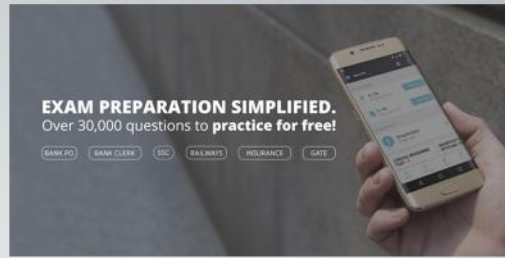 EXAM PREPARATION SIMPLIFIED.
Over 30,000 questions to practice for free!
BANK PO BANK CLERK SSC RAILWAYS INSURANCE GATE